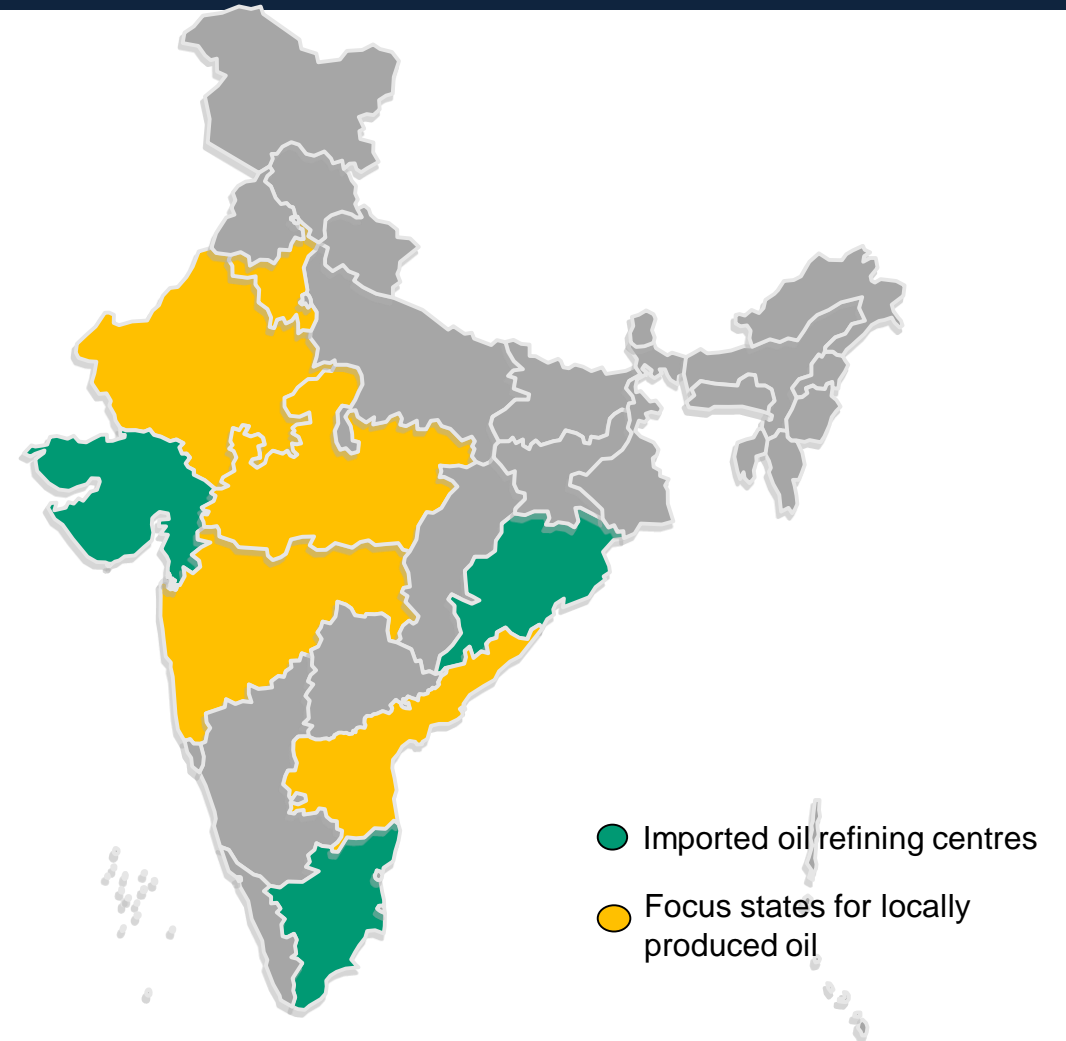 Imported oil refining centres
Focus states for locally
produced oil